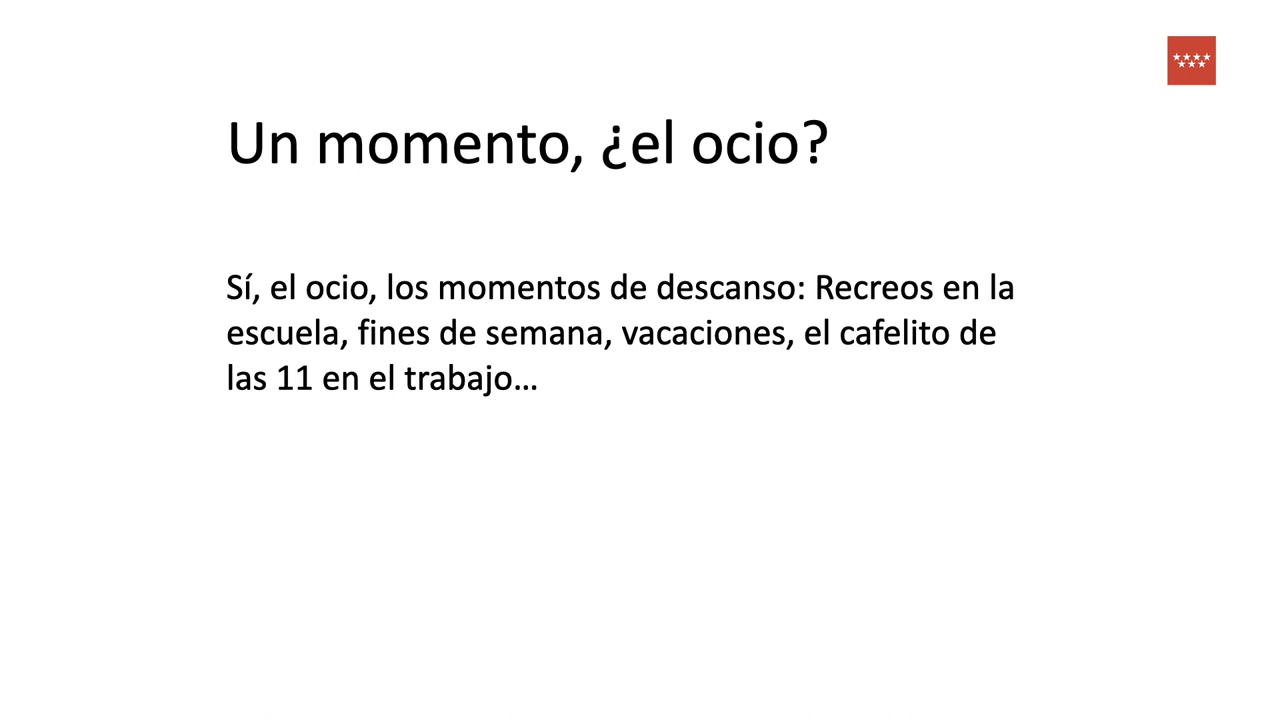 Un momento, ¿el ocio?
Sí, el ocio, los momentos de descanso: Recreos en la
escuela, fines de semana, vacaciones, el cafelito de
las 11 en el trabajo…